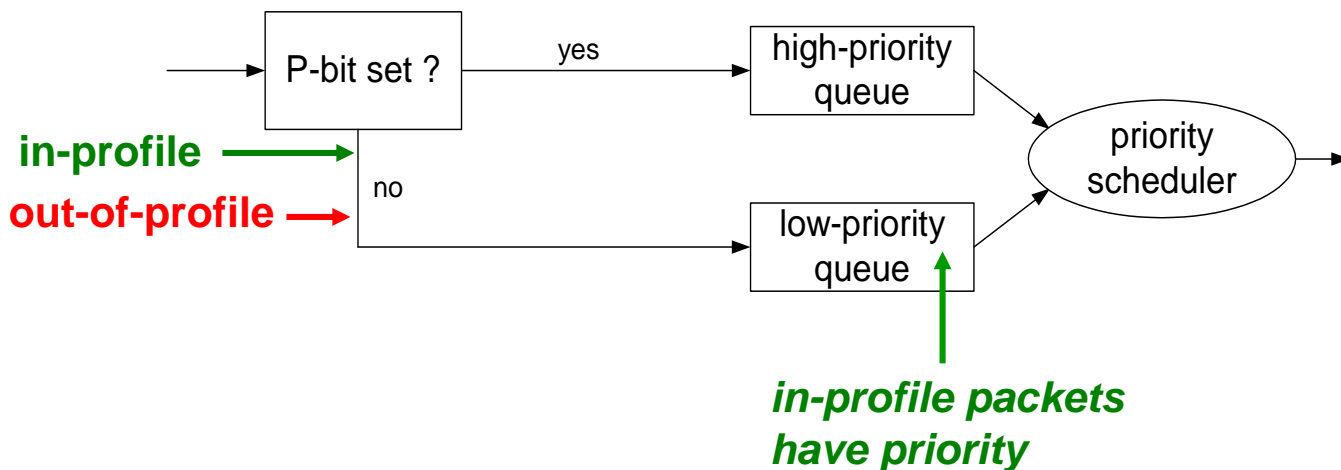 P-bit set ?
yes
high-priority
queue
priority
scheduler
in-profile
no
out-of-profile
low-priority
queue
in-profile packets
have priority